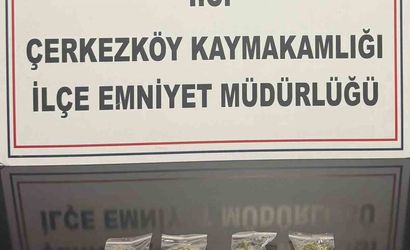 ÇERKEZKÖY KAYMAKAMLIĞI
İLÇE EMNİYET MÜDÜRLÜĞÜ